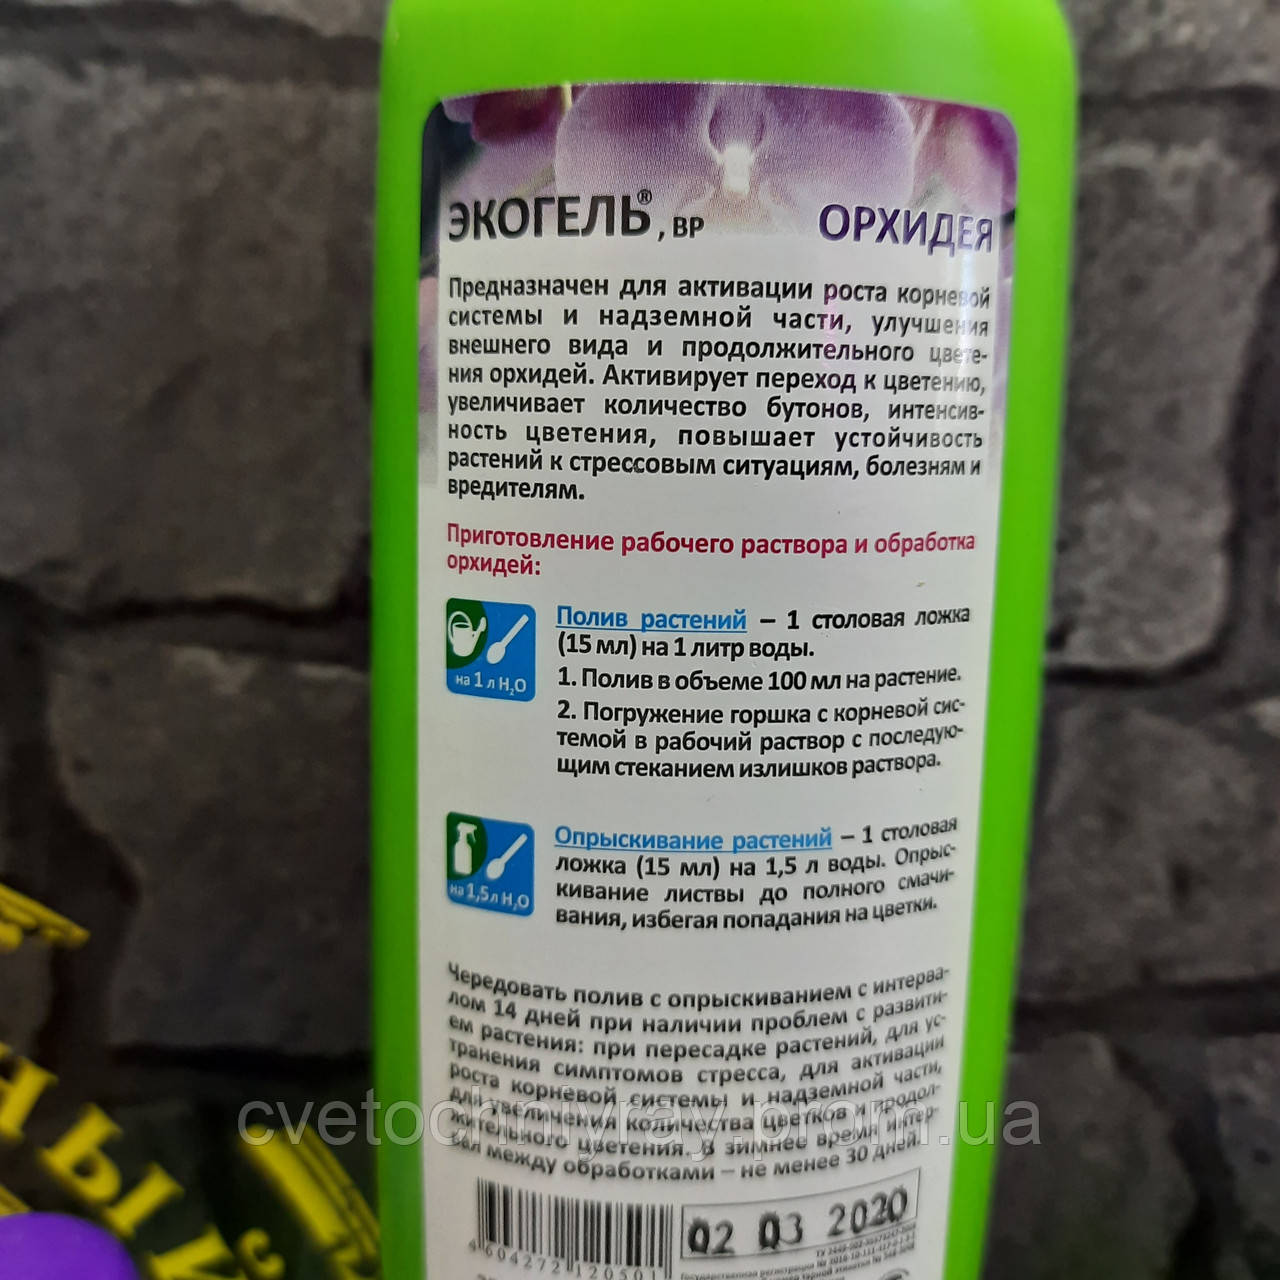 ЭКОГЕЛЬ®, ВР ОРХИДЕЯ
Предназначен для активации роста корневой
системы и надземной части, улучшения
внешнего вида и продолжительного цвете-
ния орхидей. Активирует переход к цветению,
увеличивает количество бутонов, интенсив-
ность цветения, повышает устойчивость
растений к стрессовым ситуациям, болезням и
вредителям.
Приготовление рабочего раствора и обработка
орхидей:
Полив растений – 1 столовая ложка
(15 мл) на 1 литр воды.
1. Полив в объеме 100 мл на растение.
2. Погружение горшка с корневой сис-
темой в рабочий раствор с последую-
щим стеканием излишков раствора.
на 1 л H₂O
Опрыскивание растений – 1 столовая
ложка (15 мл) на 1,5 л воды. Опрыс-
кивание листвы до полного смачи-
вания, избегая попадания на цветки.
на 1,5л H₂O
Чередовать полив с опрыскиванием с интерва-
лом 14 дней при наличии проблем с развити-
ем растения: при пересадке растений, для ус-
транения симптомов стресса, для активации
роста корневой системы и надземной части,
для увеличения количества цветков и продол-
жительного цветения. В зимнее время интер-
вал между обработками – не менее 30 дней.
cvetochniyray.prom.ua
02 03 2020
4 604272 120501
Государственная регистрация